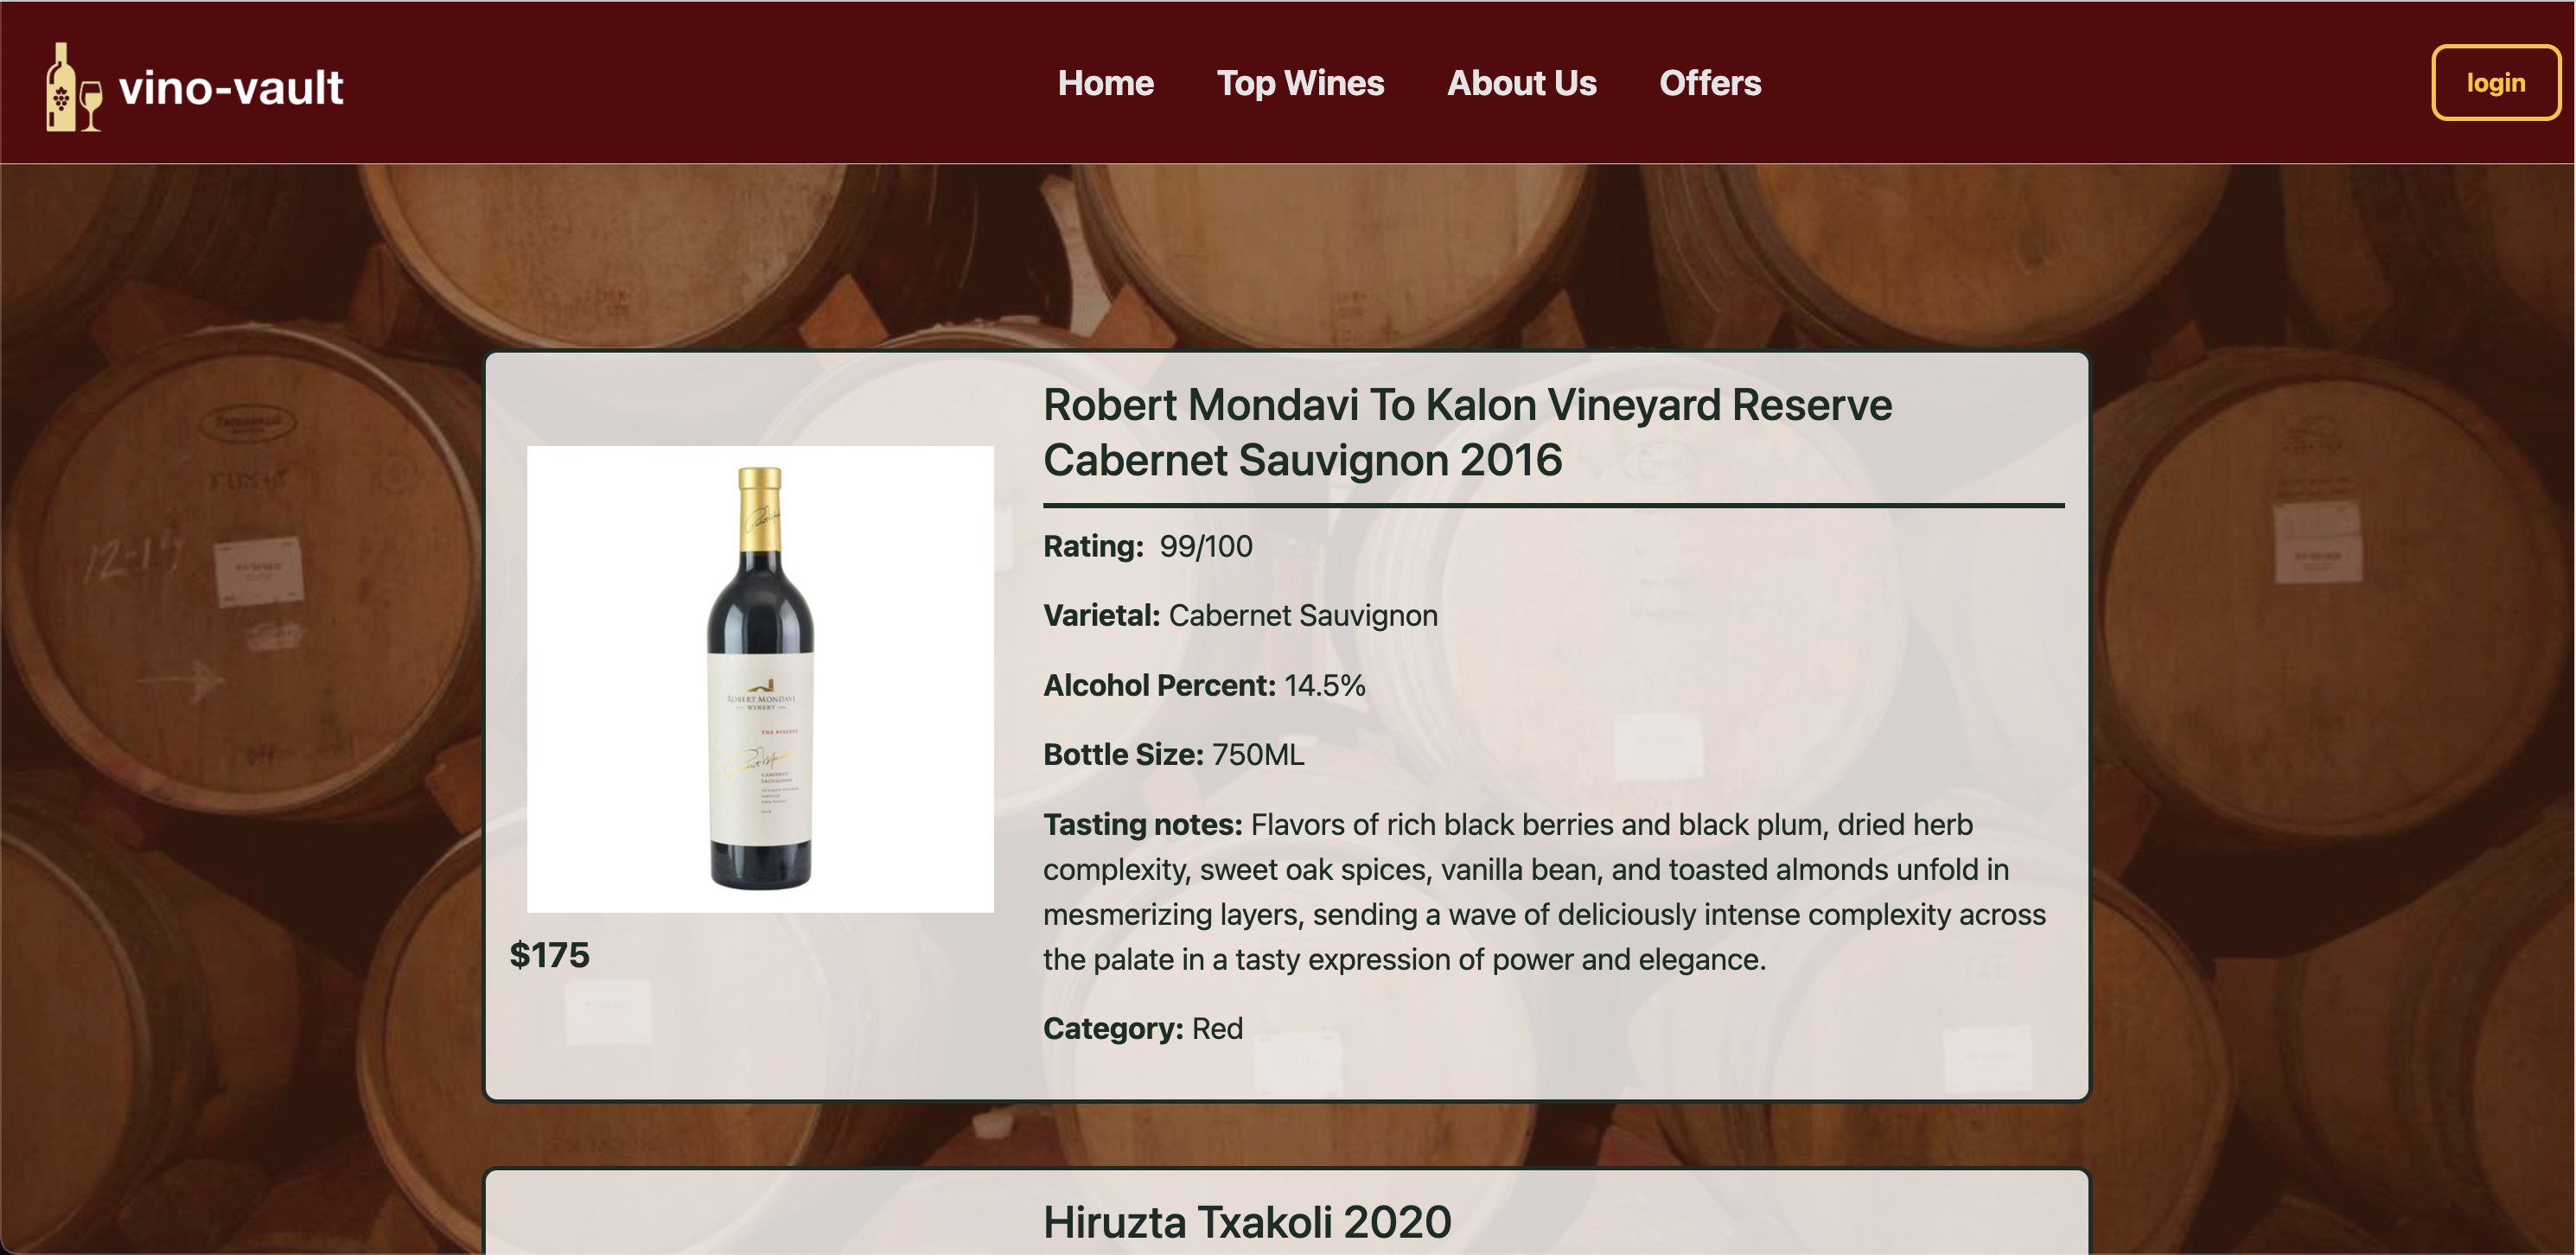 vino-vault
Home
Top Wines
About Us
Offers
login
Robert Mondavi To Kalon Vineyard Reserve
Cabernet Sauvignon 2016
ROBERT MONDAVI
WINERY
THE RESERVE
CABERNET
SAUVIGNON
$175
Rating: 99/100
Varietal: Cabernet Sauvignon
Alcohol Percent: 14.5%
Bottle Size: 750ML
Tasting notes: Flavors of rich black berries and black plum, dried herb
complexity, sweet oak spices, vanilla bean, and toasted almonds unfold in
mesmerizing layers, sending a wave of deliciously intense complexity across
the palate in a tasty expression of power and elegance.
Category: Red
Hiruzta Txakoli 2020